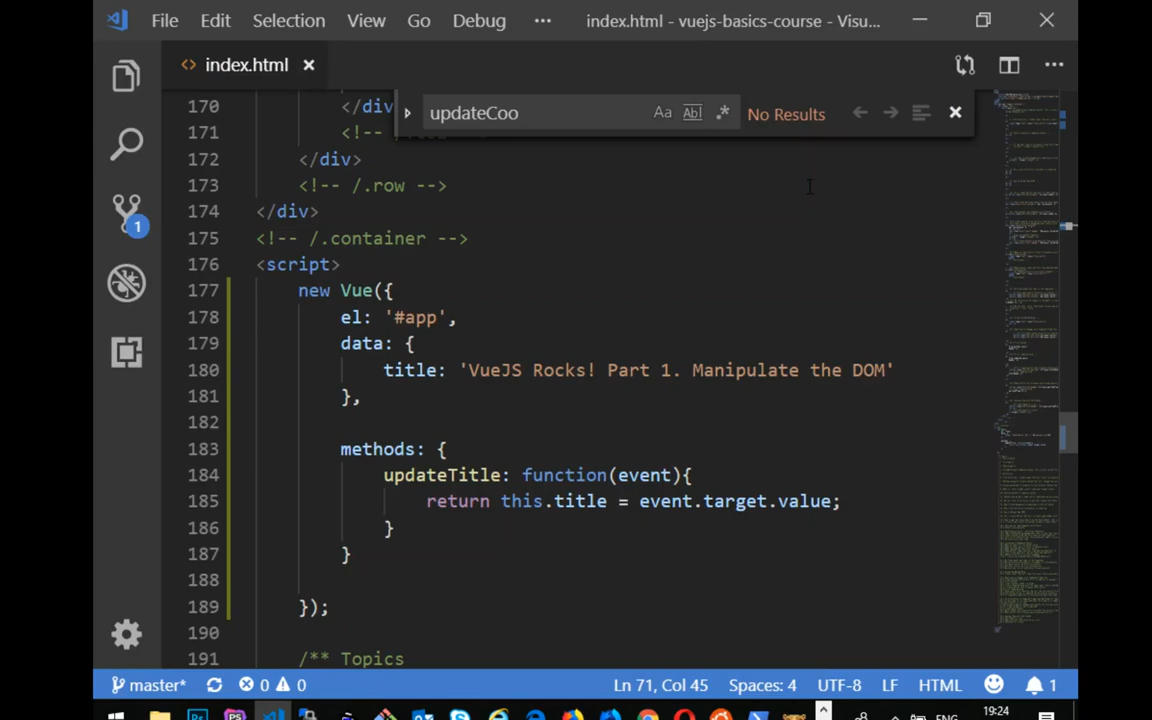 File Edit Selection View Go Debug ··· index.html - vuejs-basics-course - Visu...
<> index.html
updateCoo Aa Abl .* No Results
170 </div
171 <!--
172 </div>
173 <!-- /.row -->
174 </div>
175 <!-- /.container -->
176 <script>
177 new Vue({
178 el: '#app',
179 data: {
180 title: 'VueJS Rocks! Part 1. Manipulate the DOM'
181 },
182
183 methods: {
184 updateTitle: function(event){
185 return this.title = event.target.value;
186 }
187 }
188
189 });
190
191 /** Topics
1
master* 0 0 Ln 71, Col 45 Spaces: 4 UTF-8 LF HTML 1
Ps PS ENG 19:24